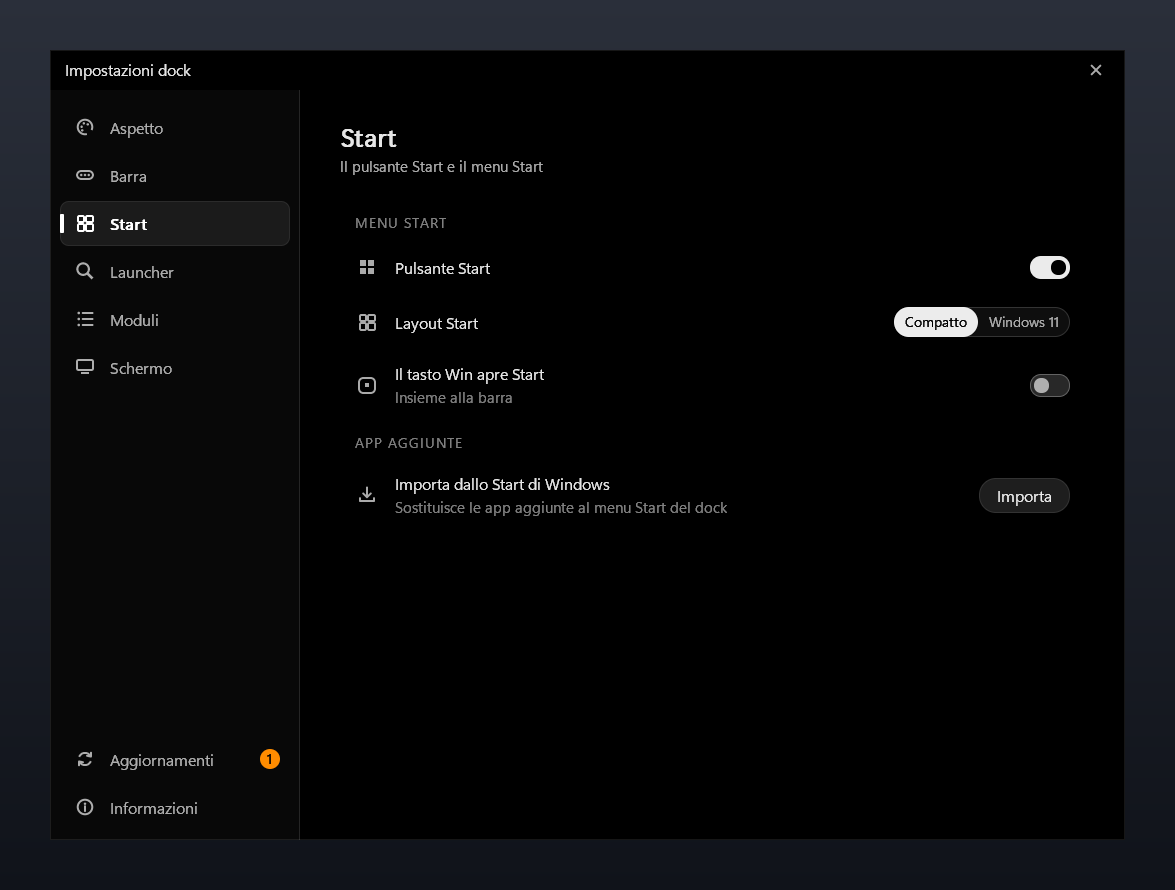 Impostazioni dock
Aspetto
Barra
Start
Launcher
Moduli
Schermo
Aggiornamenti 1
Informazioni
Start
Il pulsante Start e il menu Start
MENU START
Pulsante Start
Layout Start
Compatto Windows 11
Il tasto Win apre Start
Insieme alla barra
APP AGGIUNTE
Importa dallo Start di Windows
Sostituisce le app aggiunte al menu Start del dock
Importa